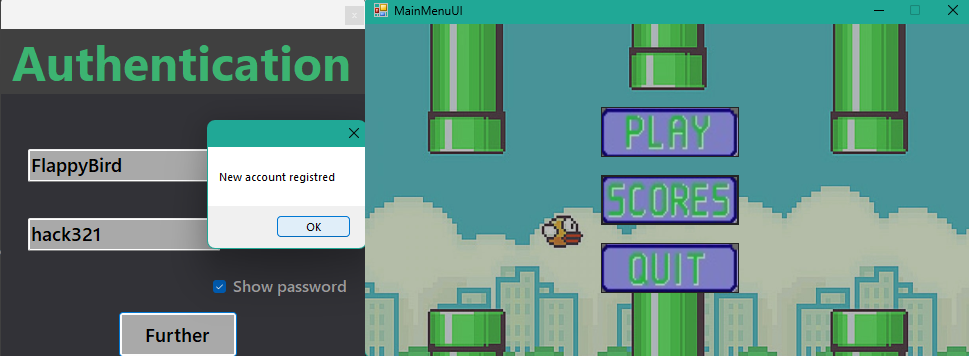 x
Authentication
FlappyBird
New account registred
OK
hack321
Show password
Further
MainMenuUI
PLAY
SCORES
QUIT